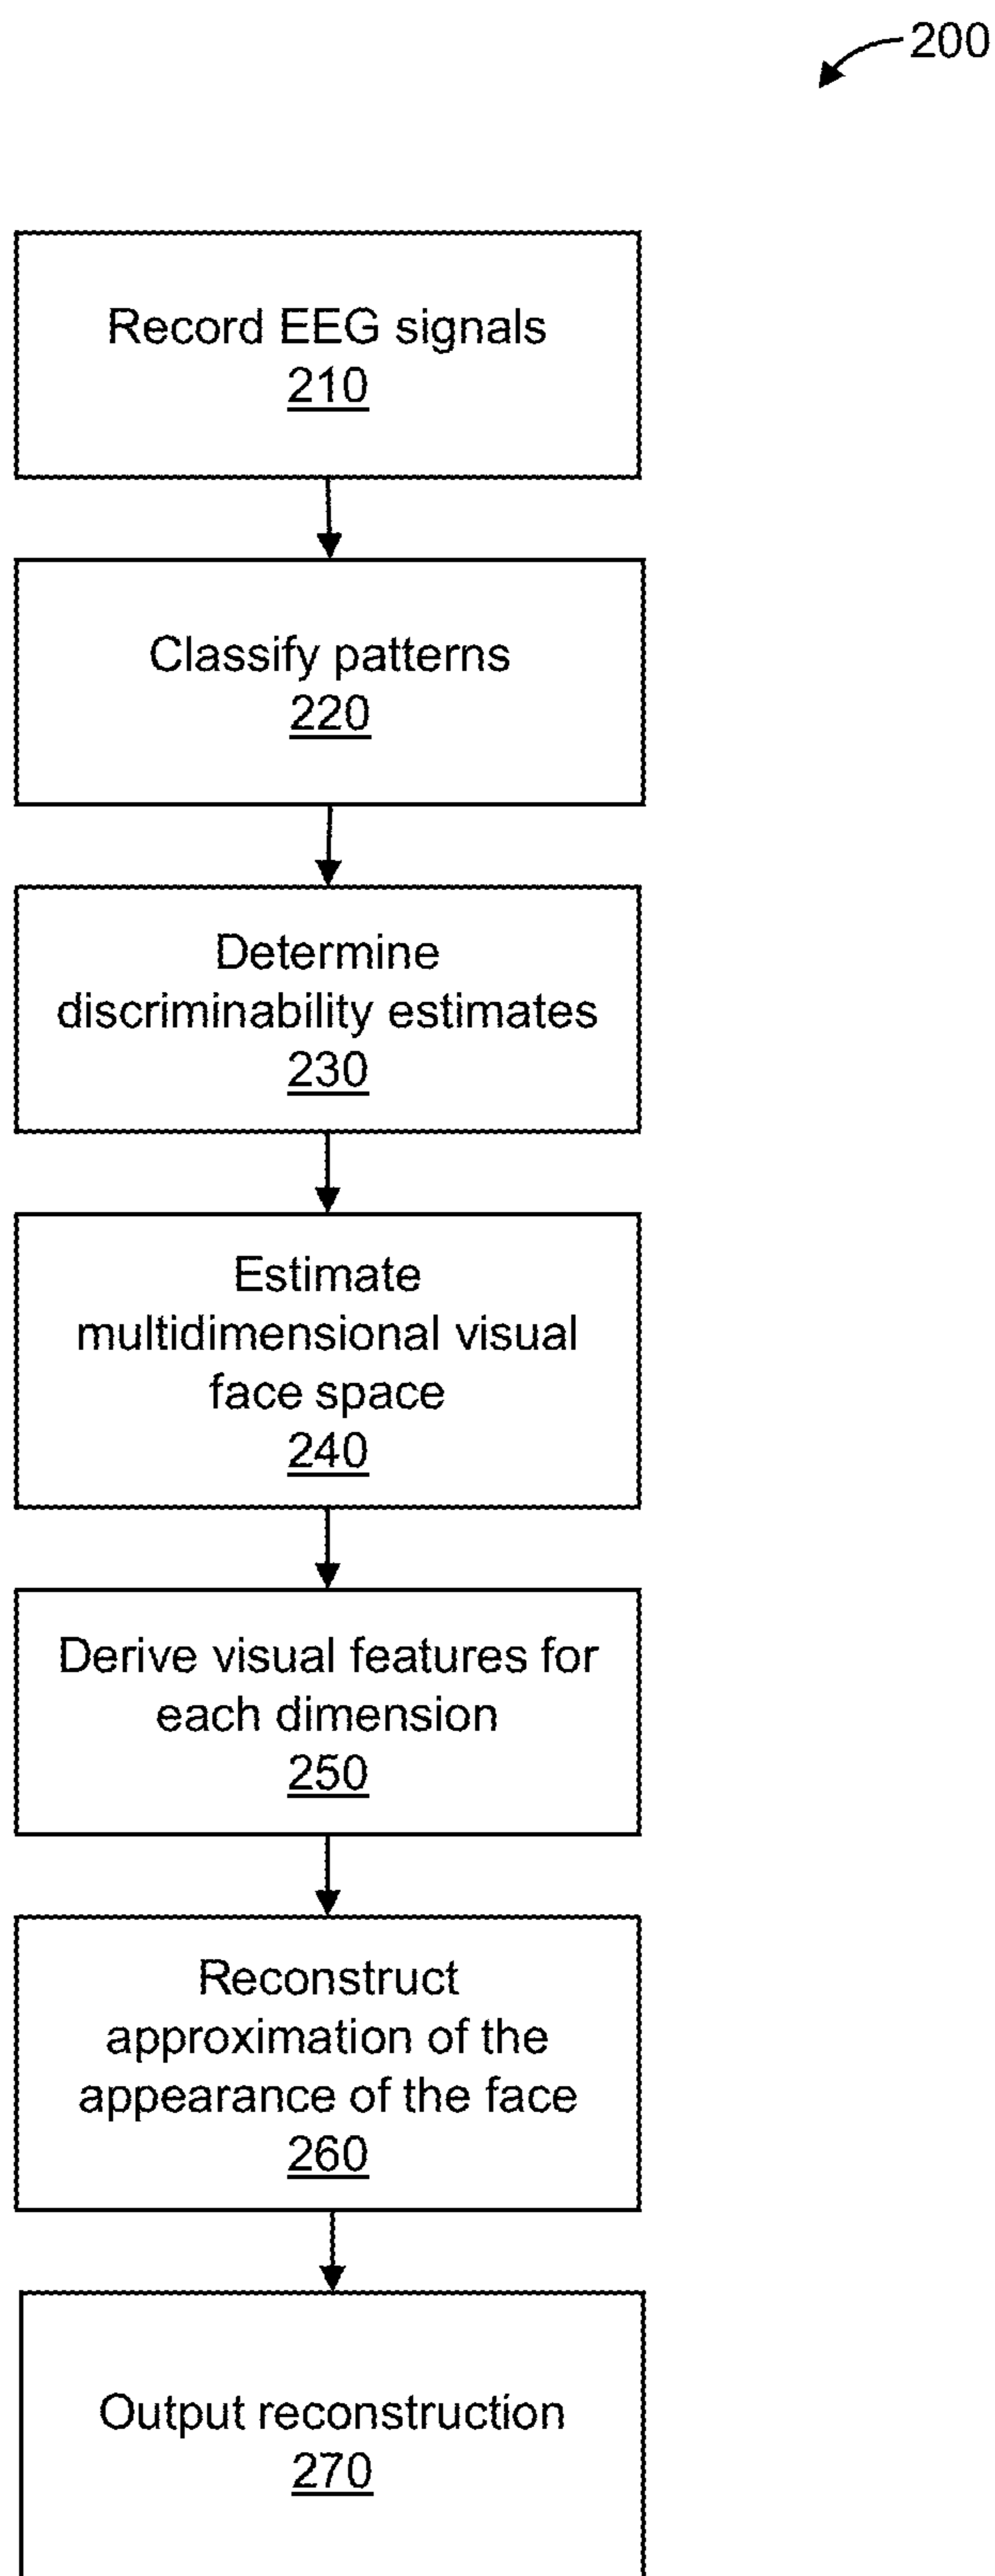 200
Record EEG signals
210
Classify patterns
220
Determine
discriminability estimates
230
Estimate
multidimensional visual
face space
240
Derive visual features for
each dimension
250
Reconstruct
approximation of the
appearance of the face
260
Output reconstruction
270